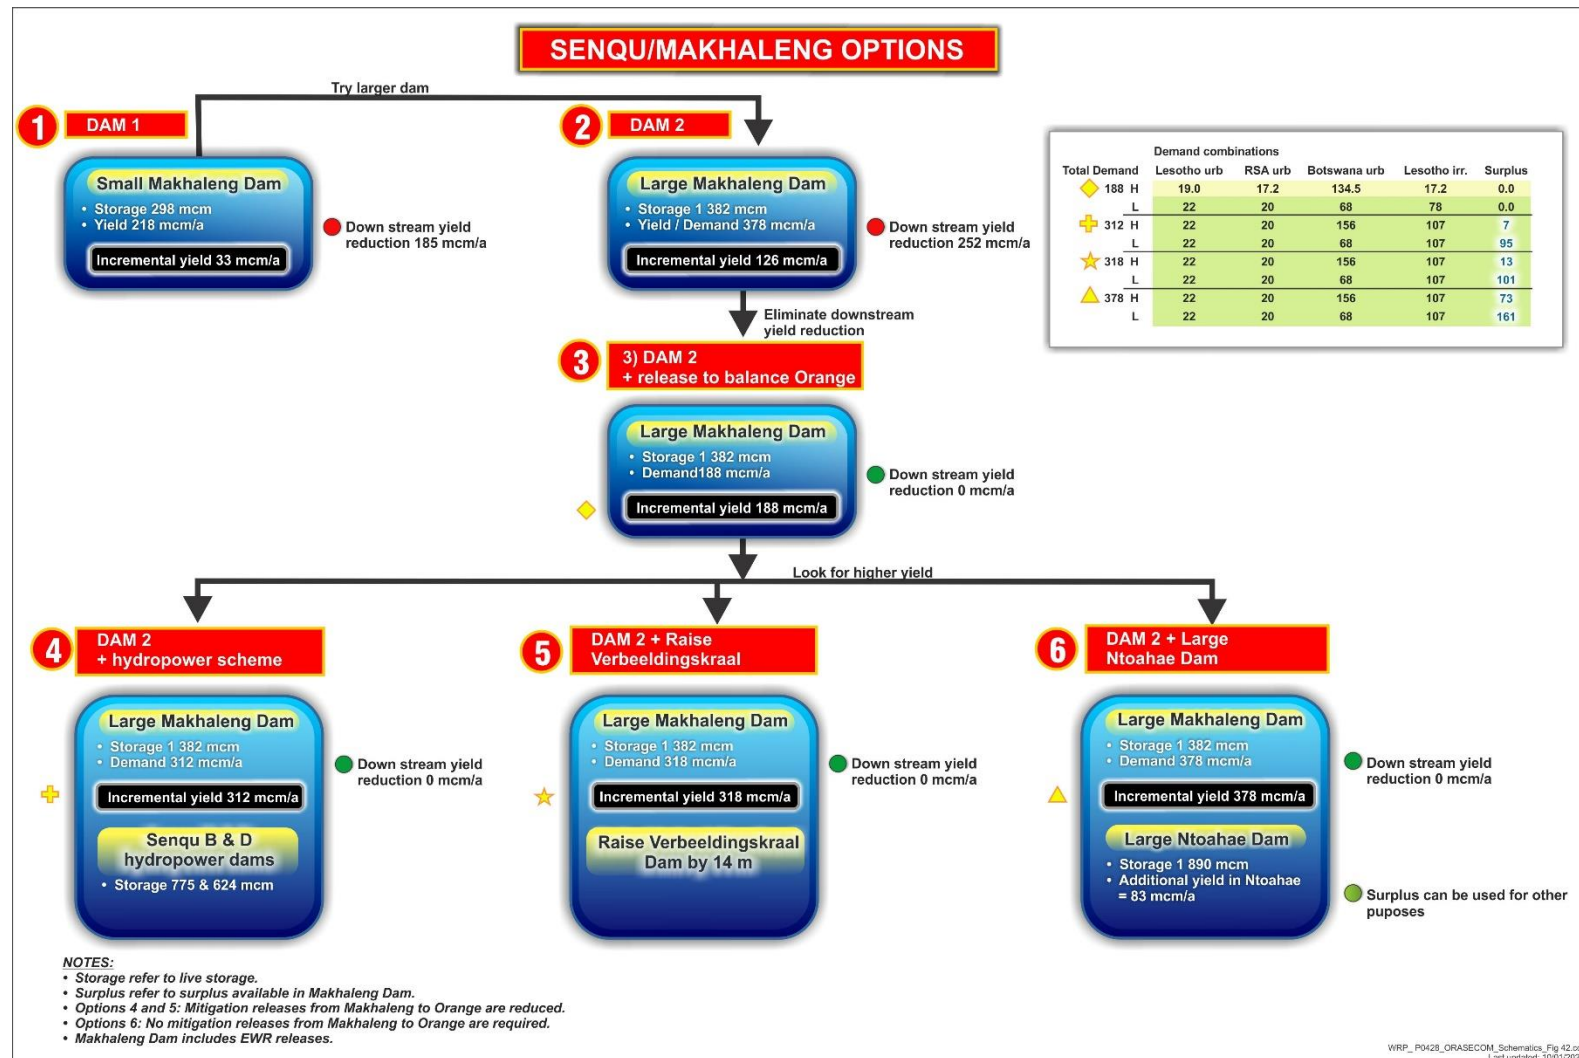 SENQU/MAKHALENG OPTIONS
Try larger dam
1
DAM 1
Small Makhaleng Dam
• Storage 298 mcm
• Yield 218 mcm/a
Incremental yield 33 mcm/a
Down stream yield
reduction 185 mcm/a
2
DAM 2
Large Makhaleng Dam
• Storage 1 382 mcm
• Yield / Demand 378 mcm/a
Incremental yield 126 mcm/a
Down stream yield
reduction 252 mcm/a
Demand combinations
Total Demand Lesotho urb RSA urb Botswana urb Lesotho irr. Surplus
188 H 19.0 17.2 134.5 17.2 0.0
L 22 20 68 78 0.0
312 H 22 20 156 107 7
L 22 20 68 107 95
318 H 22 20 156 107 13
L 22 20 68 107 101
378 H 22 20 156 107 73
L 22 20 68 107 161
Eliminate downstream
yield reduction
3
3) DAM 2
+ release to balance Orange
Large Makhaleng Dam
• Storage 1 382 mcm
• Demand188 mcm/a
Incremental yield 188 mcm/a
Down stream yield
reduction 0 mcm/a
Look for higher yield
4
DAM 2
+ hydropower scheme
Large Makhaleng Dam
• Storage 1 382 mcm
• Demand 312 mcm/a
Incremental yield 312 mcm/a
Senqu B & D
hydropower dams
• Storage 775 & 624 mcm
Down stream yield
reduction 0 mcm/a
5
DAM 2 + Raise
Verbeeldingskraal
Large Makhaleng Dam
• Storage 1 382 mcm
• Demand 318 mcm/a
Incremental yield 318 mcm/a
Raise Verbeeldingskraal
Dam by 14 m
Down stream yield
reduction 0 mcm/a
6
DAM 2 + Large
Ntoahae Dam
Large Makhaleng Dam
• Storage 1 382 mcm
• Demand 378 mcm/a
Incremental yield 378 mcm/a
Large Ntoahae Dam
• Storage 1 890 mcm
• Additional yield in Ntoahae
= 83 mcm/a
Down stream yield
reduction 0 mcm/a
Surplus can be used for other
puposes
NOTES:
• Storage refer to live storage.
• Surplus refer to surplus available in Makhaleng Dam.
• Options 4 and 5: Mitigation releases from Makhaleng to Orange are reduced.
• Options 6: No mitigation releases from Makhaleng to Orange are required.
• Makhaleng Dam includes EWR releases.
WRP_ P0428_ORASECOM_Schematics_Fig 42.c
Last updated: